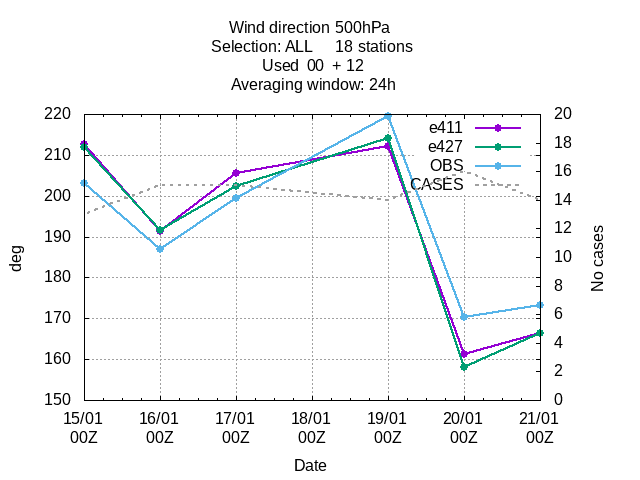 Wind direction 500hPa
Selection: ALL     18 stations
Used  00  + 12
Averaging window: 24h
220
210
200
190
180
170
160
150
deg
20
18
16
14
12
10
8
6
4
2
0
No cases
e411
e427
OBS
CASES
15/01 16/01 17/01 18/01 19/01 20/01 21/01
00Z 00Z 00Z 00Z 00Z 00Z 00Z
Date